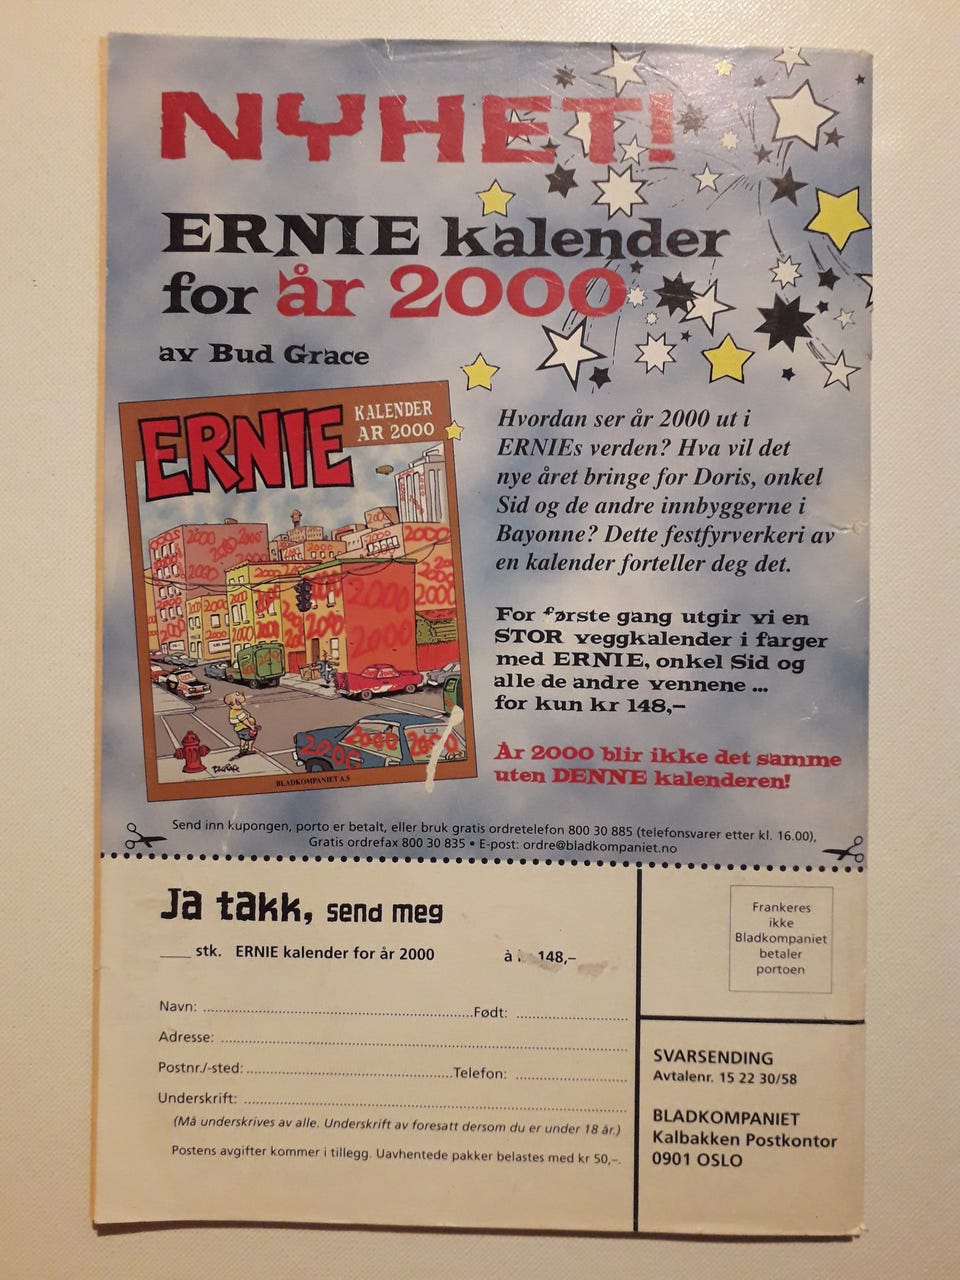 NYHET!
ERNIE kalender
for år 2000
av Bud Grace
ERNIE
KALENDER
ÅR 2000
BLADKOMPANIET A.S
Hvordan ser år 2000 ut i
ERNIEs verden? Hva vil det
nye året bringe for Doris, onkel
Sid og de andre innbyggerne i
Bayonne? Dette festfyrverkeri av
en kalender forteller deg det.
For første gang utgir vi en
STOR veggkalender i farger
med ERNIE, onkel Sid og
alle de andre vennene ...
for kun kr 148,–
År 2000 blir ikke det samme
uten DENNE kalenderen!
Send inn kupongen, porto er betalt, eller bruk gratis ordretelefon 800 30 885 (telefonsvarer etter kl. 16.00),
Gratis ordrefax 800 30 835 • E-post: ordre@bladkompaniet.no
Ja takk, send meg
____ stk. ERNIE kalender for år 2000 à 148,–
Navn: Født:
Adresse:
Postnr./-sted: Telefon:
Underskrift:
(Må underskrives av alle. Underskrift av foresatt dersom du er under 18 år.)
Postens avgifter kommer i tillegg. Uavhentede pakker belastes med kr 50,–.
Frankeres
ikke
Bladkompaniet
betaler
portoen
SVARSENDING
Avtalenr. 15 22 30/58
BLADKOMPANIET
Kalbakken Postkontor
0901 OSLO